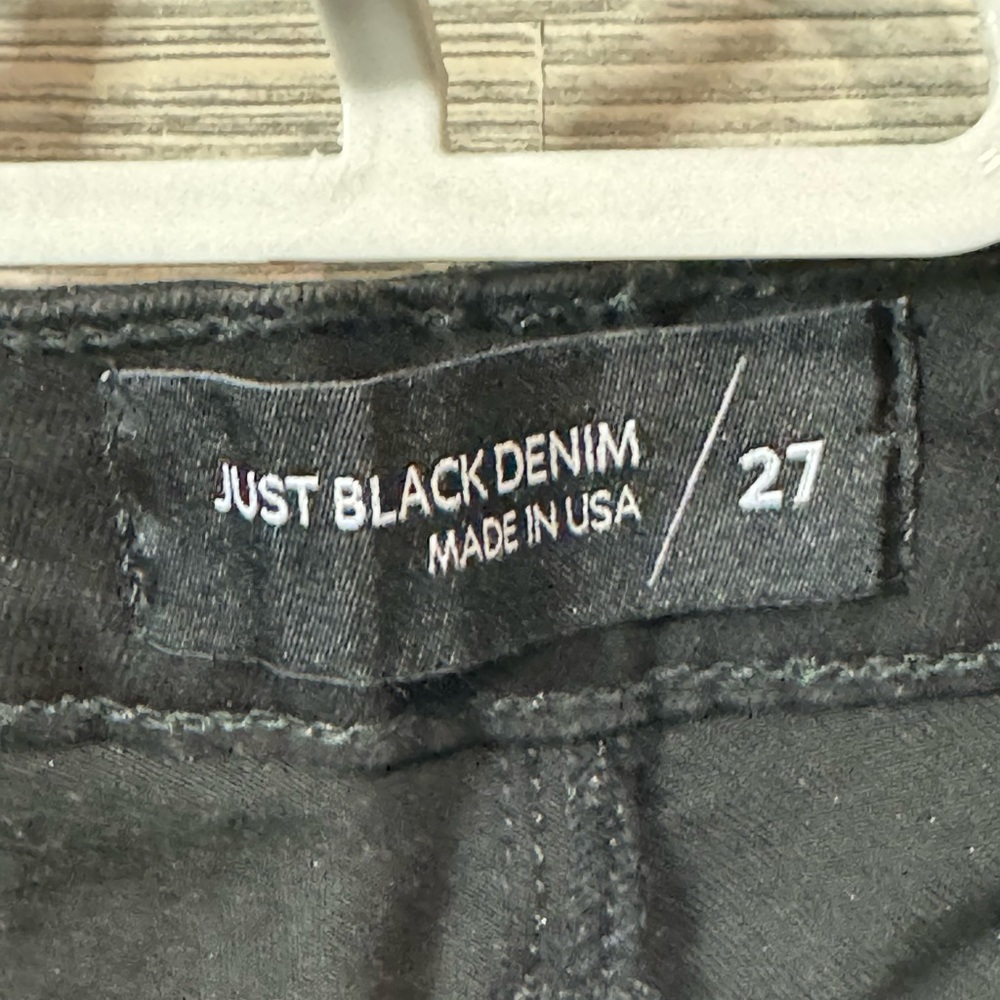 JUST BLACK DENIM
MADE IN USA
/ 27